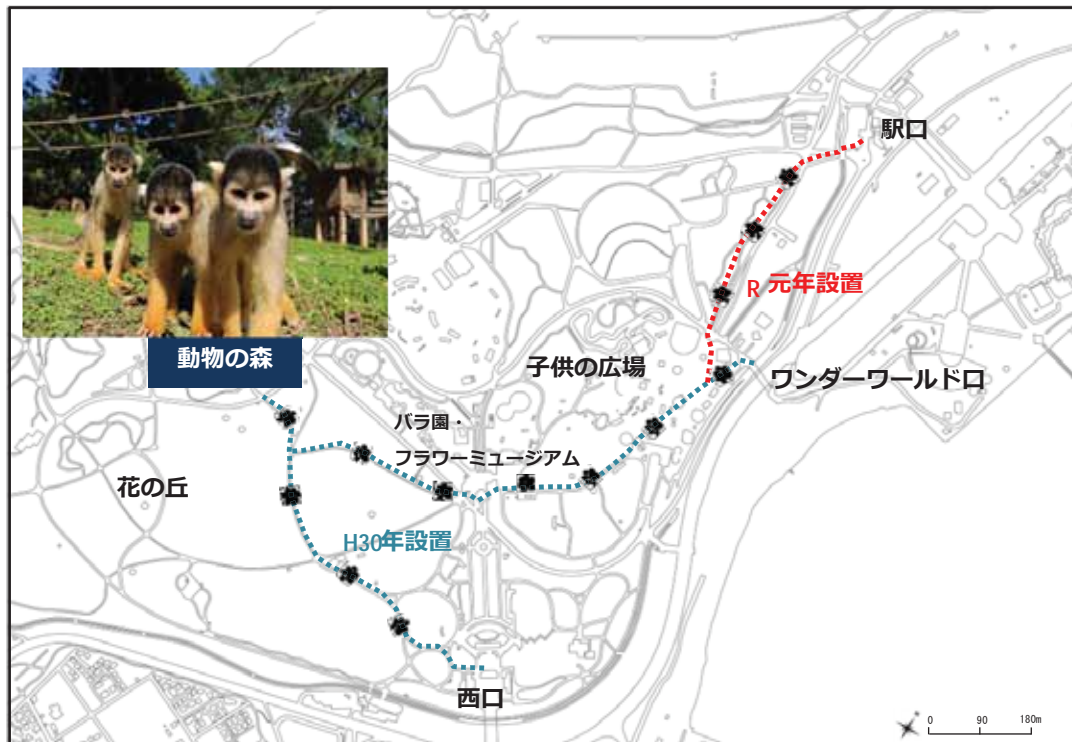 駅口
R 元年設置
動物の森
子供の広場
ワンダーワールド口
バラ園・
フラワーミュージアム
花の丘
H30年設置
西口
0 90 180m